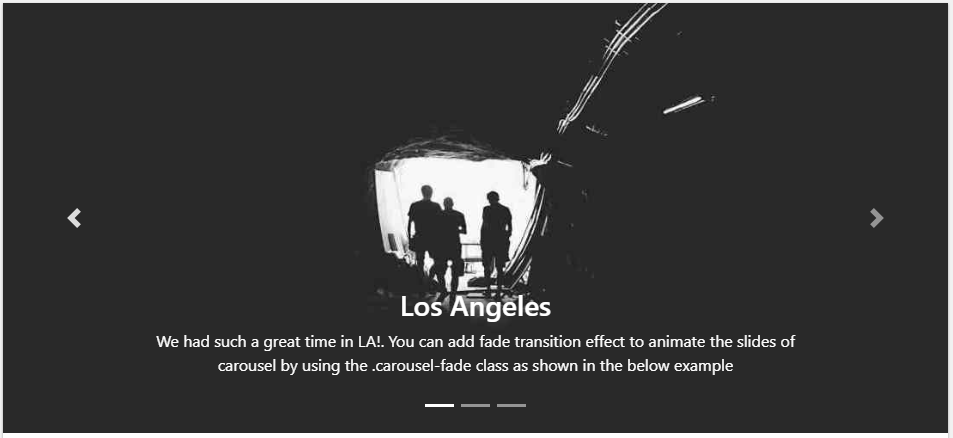 Los Angeles
We had such a great time in LA!. You can add fade transition effect to animate the slides of
carousel by using the .carousel-fade class as shown in the below example